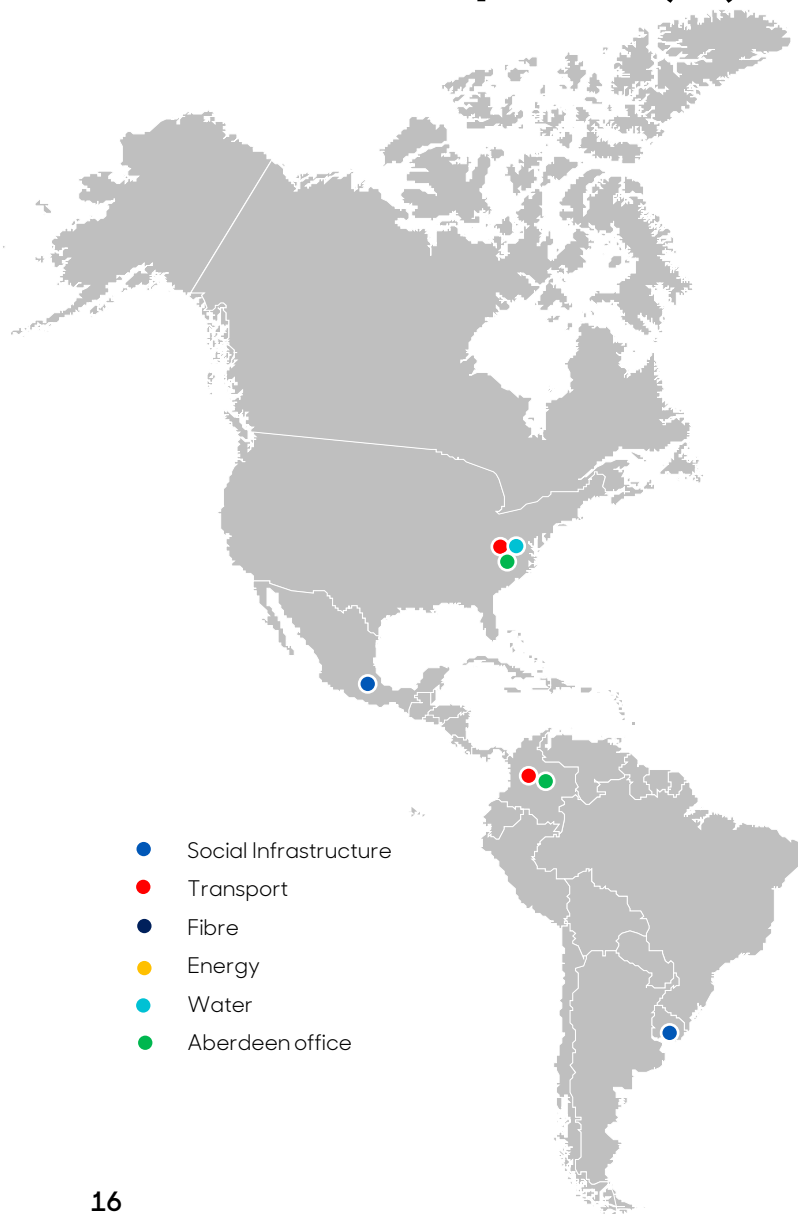 Social Infrastructure
Transport
Fibre
Energy
Water
Aberdeen office
16